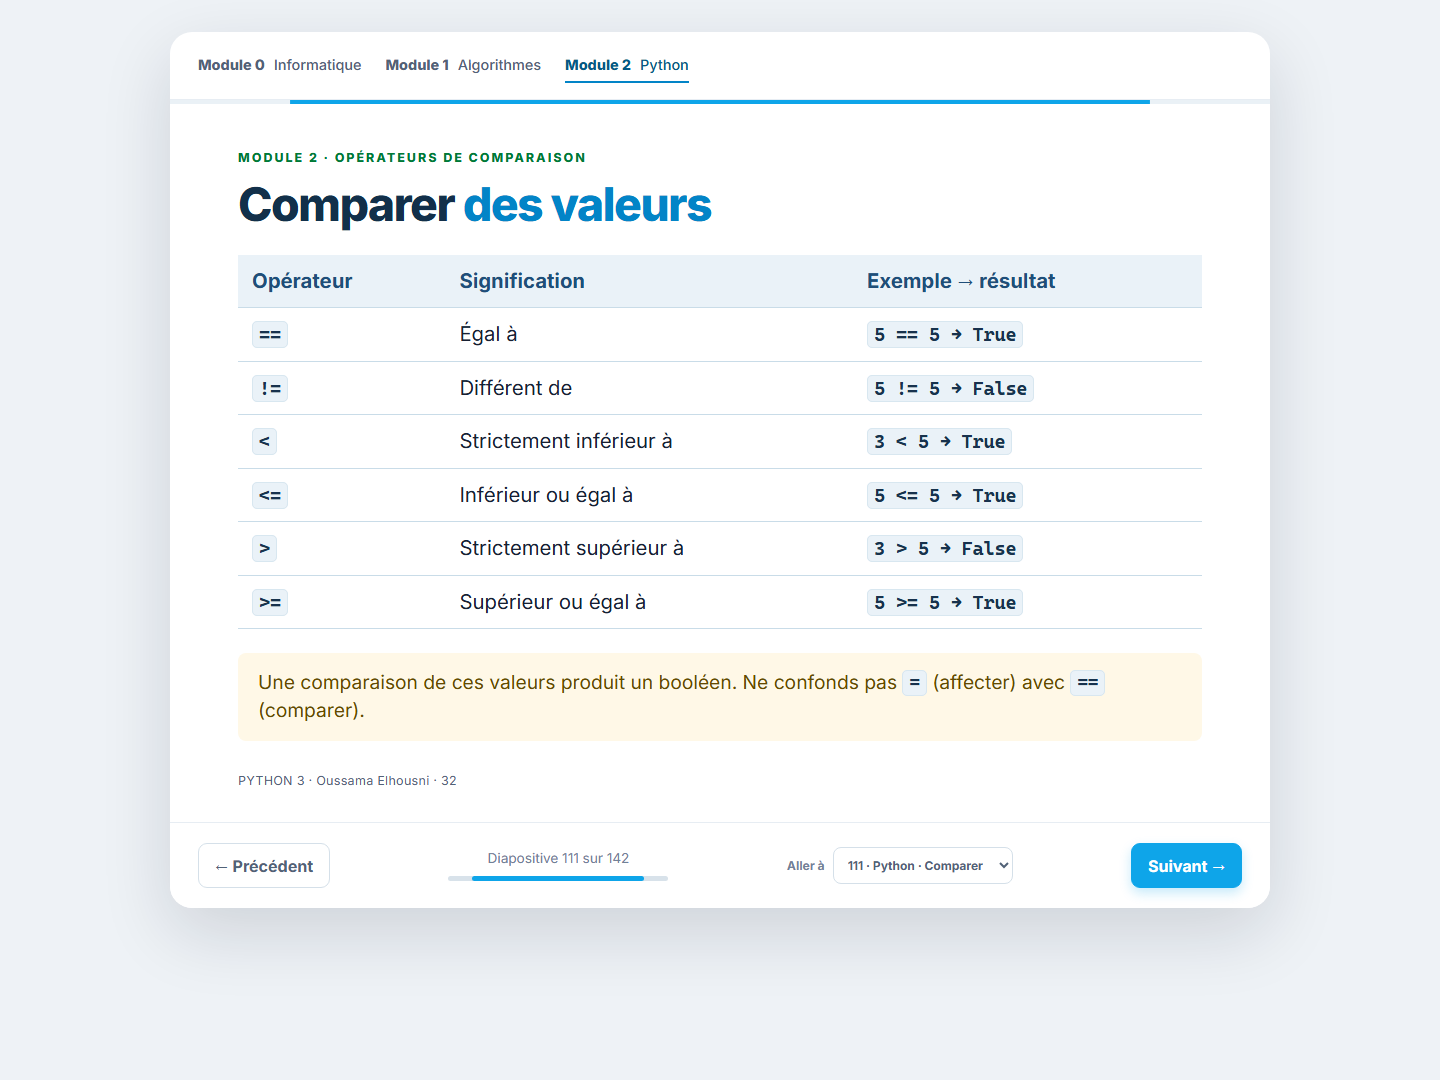 Module 0 Informatique Module 1 Algorithmes Module 2 Python
MODULE 2 · OPÉRATEURS DE COMPARAISON
Comparer des valeurs
Opérateur Signification Exemple → résultat
== Égal à 5 == 5 → True
!= Différent de 5 != 5 → False
< Strictement inférieur à 3 < 5 → True
<= Inférieur ou égal à 5 <= 5 → True
> Strictement supérieur à 3 > 5 → False
>= Supérieur ou égal à 5 >= 5 → True
Une comparaison de ces valeurs produit un booléen. Ne confonds pas = (affecter) avec ==
(comparer).
PYTHON 3 · Oussama Elhousni · 32
← Précédent Diapositive 111 sur 142 Aller à 111 · Python · Comparer Suivant →